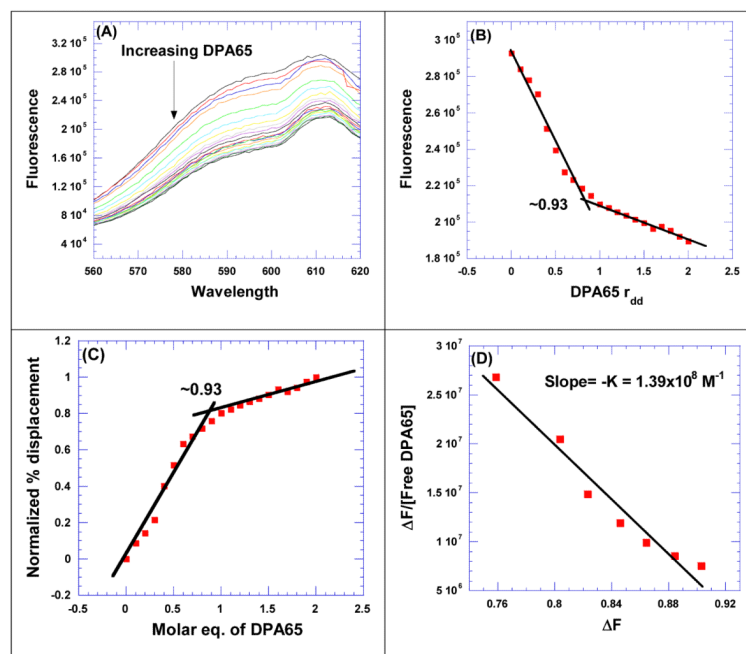 (A)
Increasing DPA65
3.2 10⁵
2.8 10⁵
2.4 10⁵
2 10⁵
1.6 10⁵
1.2 10⁵
8 10⁴
4 10⁴
Fluorescence
560 570 580 590 600 610 620
Wavelength
(B)
3 10⁵
2.8 10⁵
2.6 10⁵
2.4 10⁵
2.2 10⁵
2 10⁵
1.8 10⁵
Fluorescence
~0.93
-0.5 0 0.5 1 1.5 2 2.5
DPA65 r_dd
(C)
1.2
1
0.8
0.6
0.4
0.2
0
-0.2
Normalized % displacement
~0.93
-0.5 0.0 0.5 1.0 1.5 2.0 2.5
Molar eq. of DPA65
(D)
3 10⁷
2 10⁷
2 10⁷
1.5 10⁷
1 10⁷
5 10⁶
ΔF/[Free DPA65]
Slope= -K = 1.39x10⁸ M⁻¹
0.76 0.8 0.84 0.88 0.92
ΔF